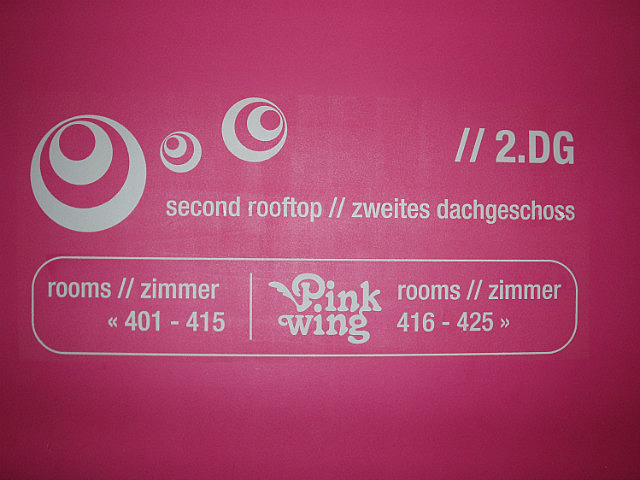 // 2.DG
second rooftop // zweites dachgeschoss
rooms // zimmer
« 401 - 415
Pink
wing
rooms // zimmer
416 - 425 »